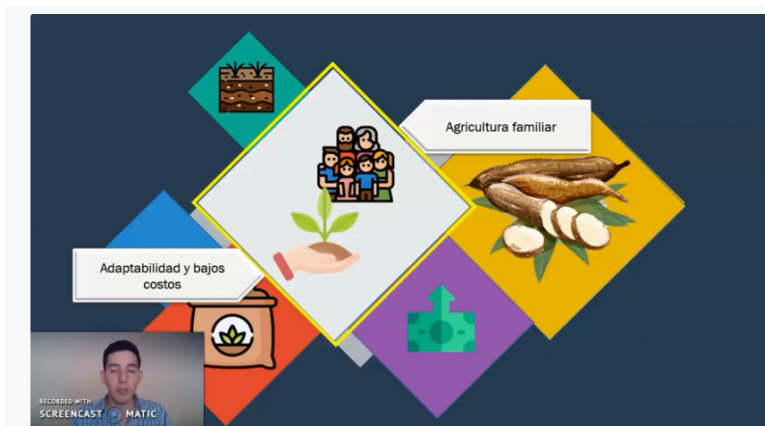 Agricultura familiar
Adaptabilidad y bajos
costos
RECORDED WITH
SCREENCAST MATIC